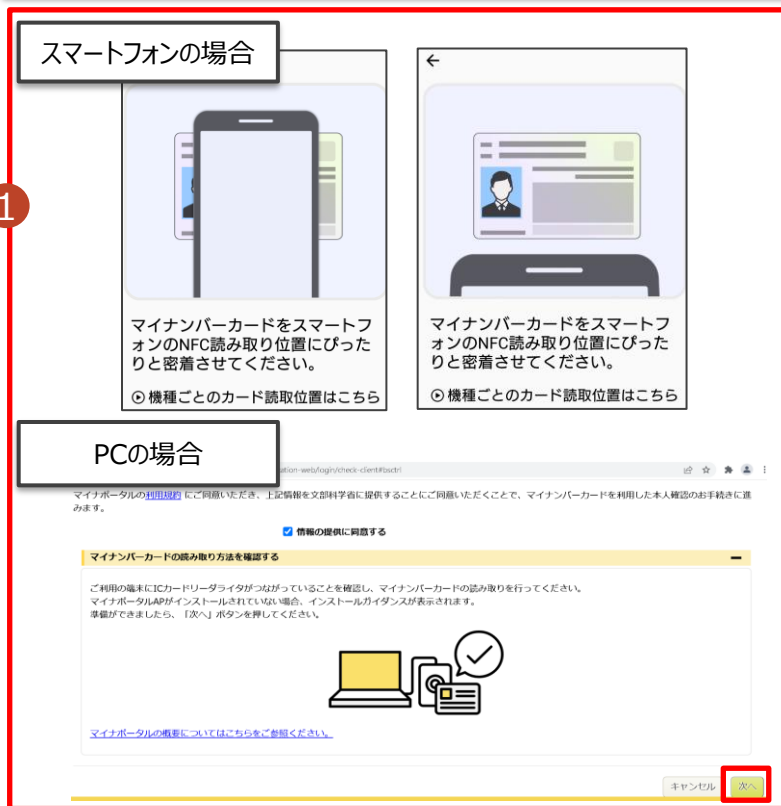 スマートフォンの場合
1
マイナンバーカードをスマートフ
ォンのNFC読み取り位置にぴった
りと密着させてください。
機種ごとのカード読取位置はこちら
マイナンバーカードをスマートフ
ォンのNFC読み取り位置にぴった
りと密着させてください。
機種ごとのカード読取位置はこちら
PCの場合
ation-web/login/check-client#bsctrl
マイナポータルの利用規約 にご同意いただき、上記情報を文部科学省に提供することにご同意いただくことで、マイナンバーカードを利用した本人確認のお手続きに進
みます。
情報の提供に同意する
マイナンバーカードの読み取り方法を確認する
ご利用の端末にICカードリーダライタがつながっていることを確認し、マイナンバーカードの読み取りを行ってください。
マイナポータルAPがインストールされていない場合、インストールガイダンスが表示されます。
準備ができましたら、「次へ」ボタンを押してください。
マイナポータルの概要についてはこちらをご参照ください。
キャンセル
次へ